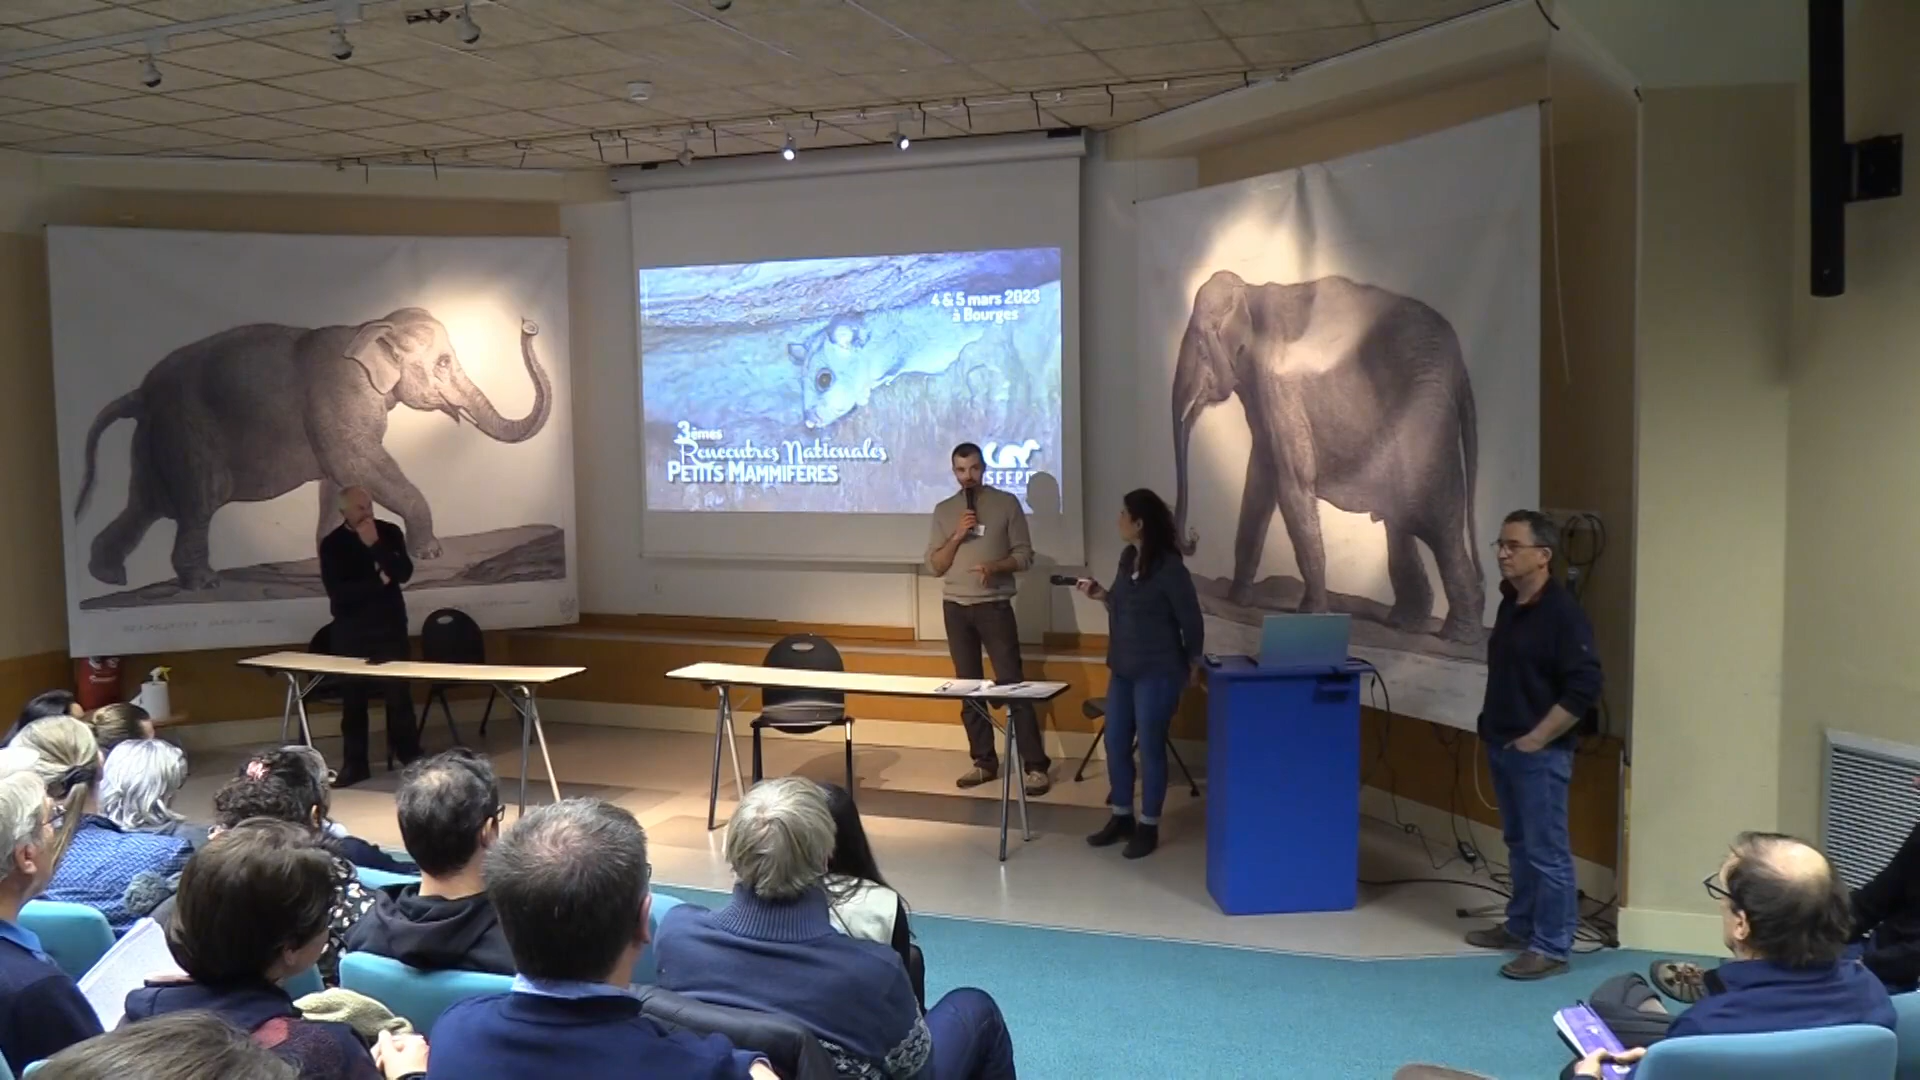 4 & 5 mars 2023
à Bourges
3èmes
Rencontres Nationales
PETITS MAMMIFÈRES
SFEPM